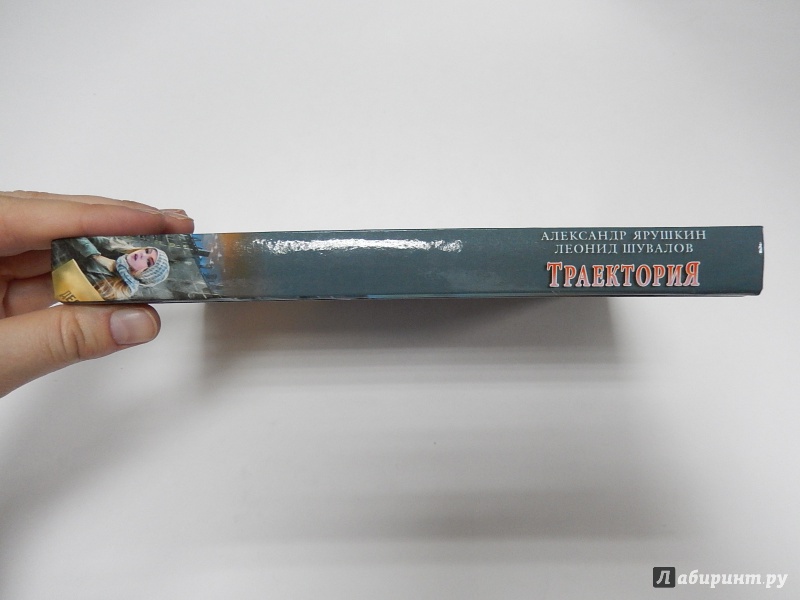 АЛЕКСАНДР ЯРУШКИН
ЛЕОНИД ШУВАЛОВ
ТРАЕКТОРИЯ
Лабиринт.ру